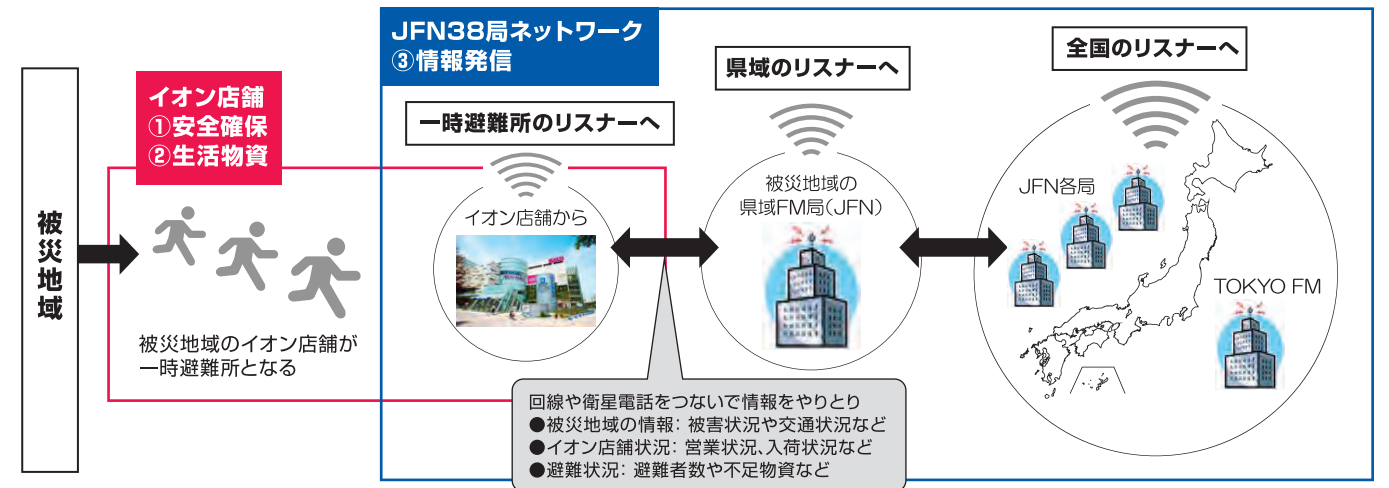 被災地域
イオン店舗
①安全確保
②生活物資
被災地域のイオン店舗が
一時避難所となる
JFN38局ネットワーク
③情報発信
一時避難所のリスナーへ
イオン店舗から
県域のリスナーへ
被災地域の
県域FM局(JFN)
全国のリスナーへ
JFN各局
TOKYO FM
回線や衛星電話をつないで情報をやりとり
●被災地域の情報: 被害状況や交通状況など
●イオン店舗状況: 営業状況、入荷状況など
●避難状況: 避難者数や不足物資など